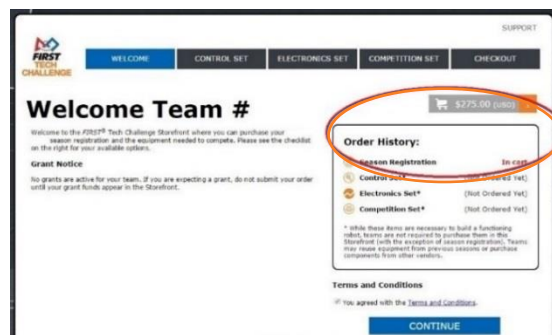 SUPPORT
FIRST
TECH
CHALLENGE
WELCOME
CONTROL SET
ELECTRONICS SET
COMPETITION SET
CHECKOUT
$275.00 (USD)
Welcome Team #
Welcome to the FIRST® Tech Challenge Storefront where you can purchase your
season registration and the equipment needed to compete. Please see the checklist
on the right for your available options.
Grant Notice
No grants are active for your team. If you are expecting a grant, do not submit your order
until your grant funds appear in the Storefront.
Order History:
Season Registration In cart
Control Set* (Not Ordered Yet)
Electronics Set* (Not Ordered Yet)
Competition Set* (Not Ordered Yet)
* While these items are necessary to build a functioning
robot, teams are not required to purchase them in this
Storefront (with the exception of season registration). Teams
may reuse equipment from previous seasons or purchase
components from other vendors.
Terms and Conditions
You agreed with the Terms and Conditions.
CONTINUE